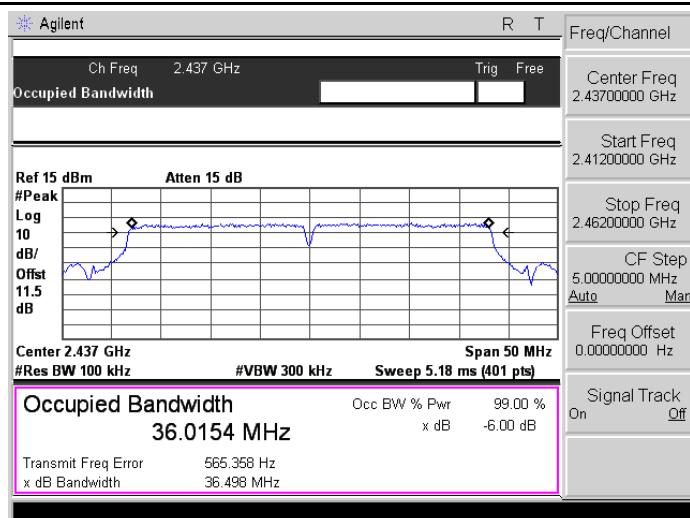 Agilent R T
Freq/Channel
Ch Freq 2.437 GHz Trig Free
Occupied Bandwidth
Center Freq
2.43700000 GHz
Start Freq
2.41200000 GHz
Stop Freq
2.46200000 GHz
CF Step
5.00000000 MHz
Auto Man
Freq Offset
0.00000000 Hz
Signal Track
On Off
Ref 15 dBm Atten 15 dB
#Peak
Log
10
dB/
Offst
11.5
dB
Center 2.437 GHz Span 50 MHz
#Res BW 100 kHz #VBW 300 kHz Sweep 5.18 ms (401 pts)
Occupied Bandwidth Occ BW % Pwr 99.00 %
36.0154 MHz x dB -6.00 dB
Transmit Freq Error 565.358 Hz
x dB Bandwidth 36.498 MHz